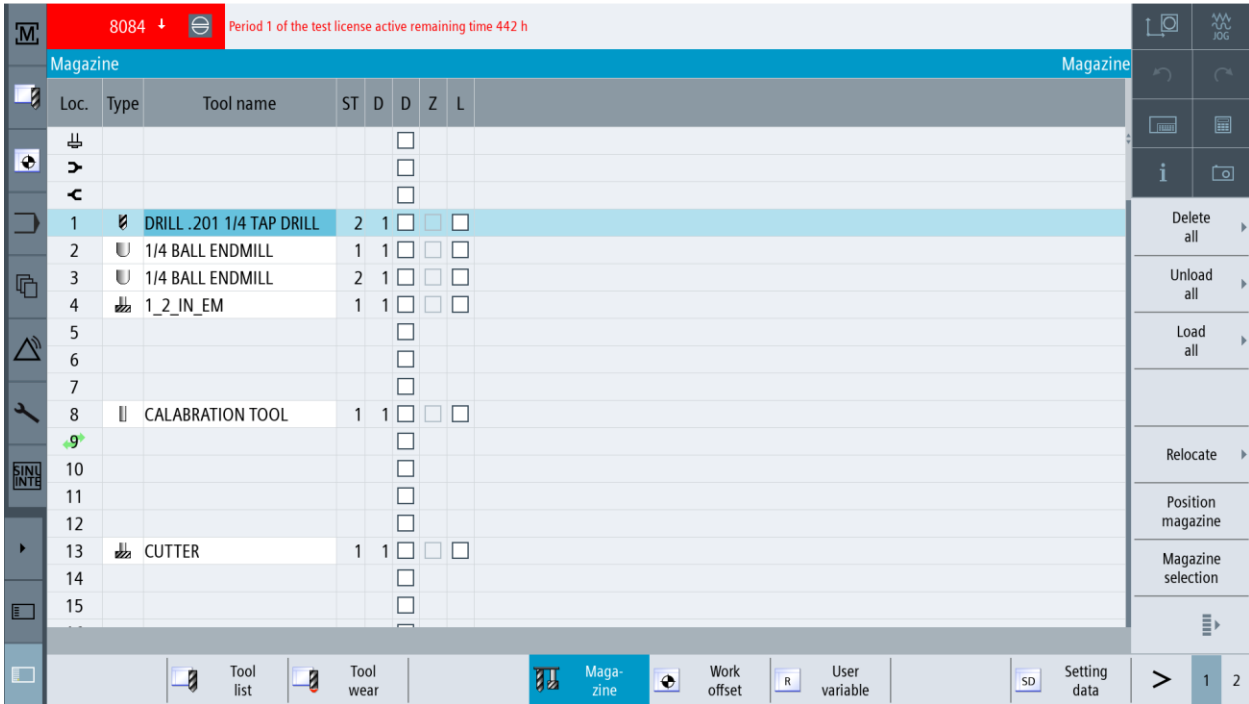 M
8084 Period 1 of the test license active remaining time 442 h
JOG
Magazine Magazine
Loc. Type Tool name ST D D Z L
1 DRILL .201 1/4 TAP DRILL 2 1
2 1/4 BALL ENDMILL 1 1
3 1/4 BALL ENDMILL 2 1
4 1_2_IN_EM 1 1
5
6
7
8 CALABRATION TOOL 1 1
9
10
11
12
13 CUTTER 1 1
14
15
SINU
INTE
i
Delete
all
Unload
all
Load
all
Relocate
Position
magazine
Magazine
selection
Tool
list
Tool
wear
Maga-
zine
Work
offset
R
User
variable
SD
Setting
data
> 1 2